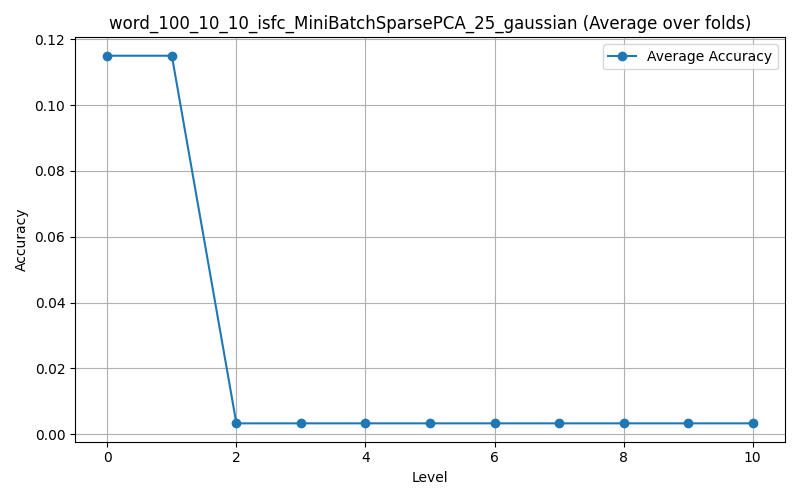 word_100_10_10_isfc_MiniBatchSparsePCA_25_gaussian (Average over folds)
Average Accuracy
Accuracy
0.12
0.10
0.08
0.06
0.04
0.02
0.00
0 2 4 6 8 10
Level